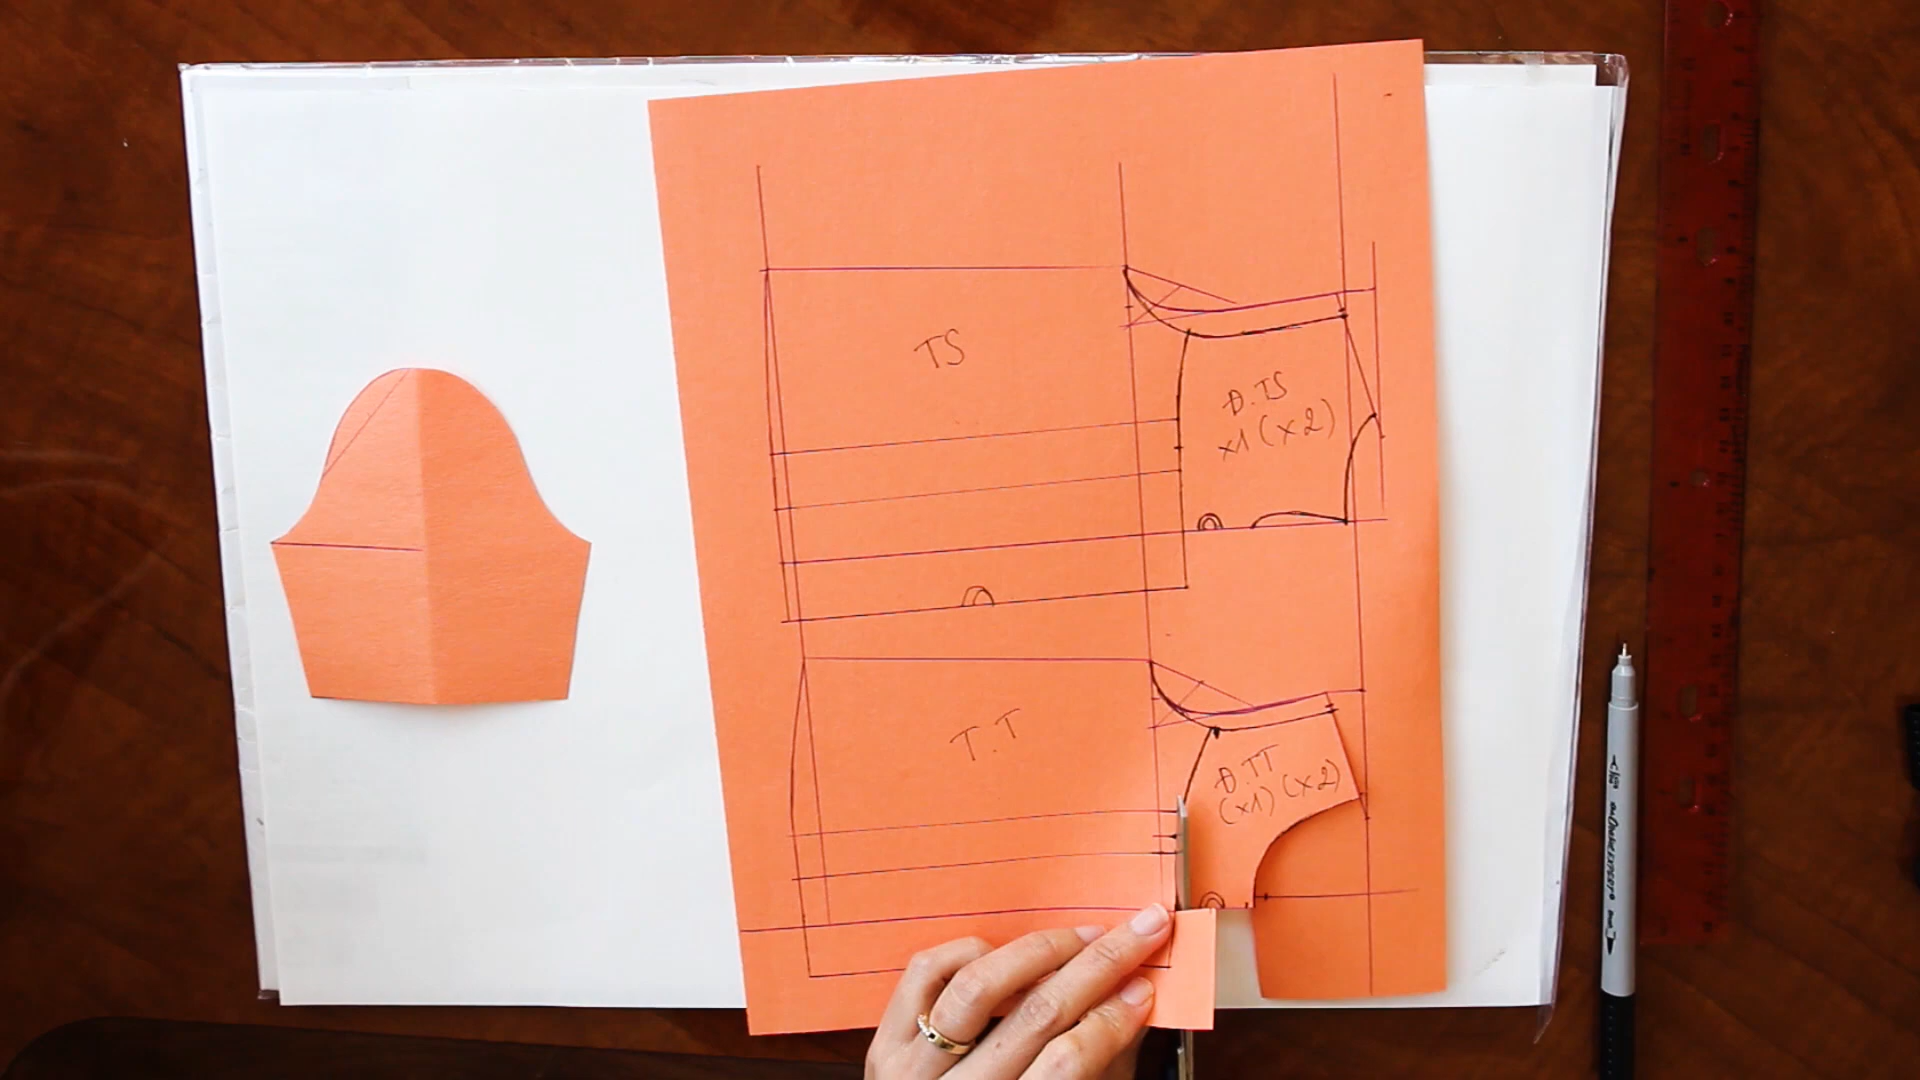 TS
Đ.TS
x1 (x2)
T.T
Đ.TT
(x1) (x2)